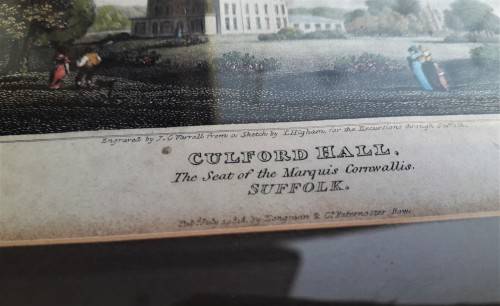 Engraved by J. C. Varrall from a Sketch by T. Higham, for the Excursions through Suffolk.
CULFORD HALL,
The Seat of the Marquis Cornwallis.
SUFFOLK.
by Longman & Co. Paternoster Row.